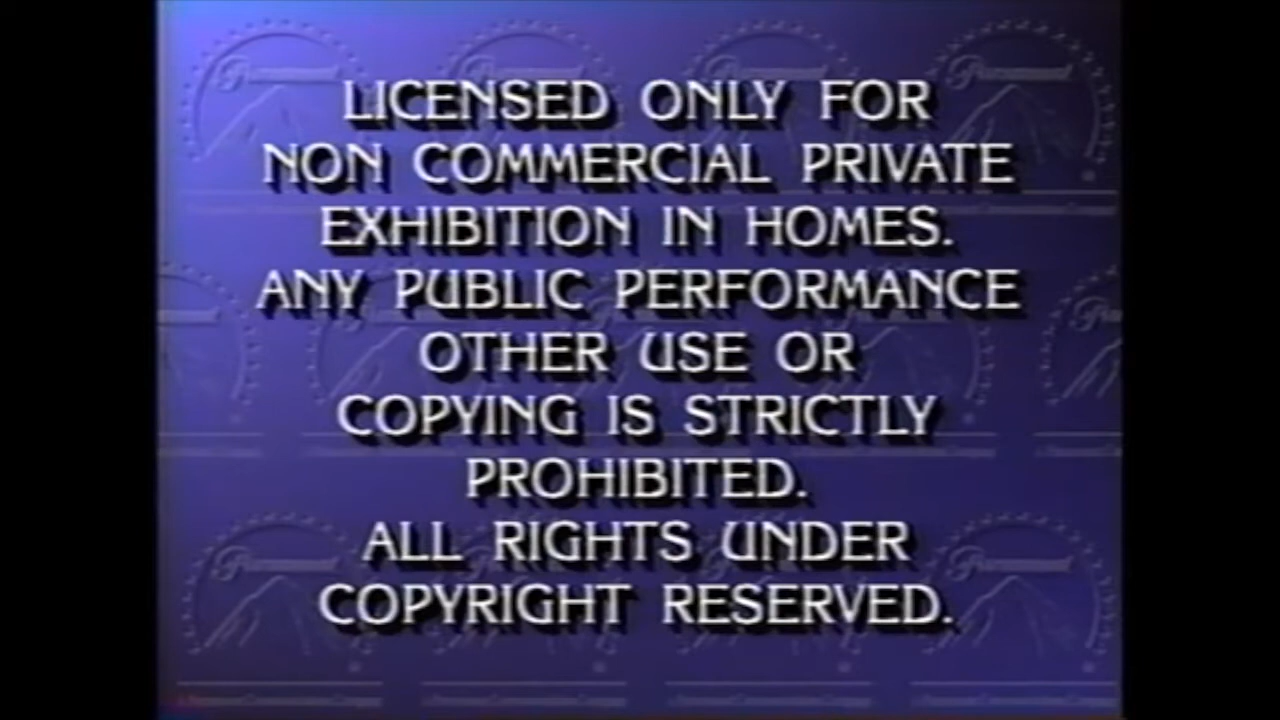 LICENSED ONLY FOR
NON COMMERCIAL PRIVATE
EXHIBITION IN HOMES.
ANY PUBLIC PERFORMANCE
OTHER USE OR
COPYING IS STRICTLY
PROHIBITED.
ALL RIGHTS UNDER
COPYRIGHT RESERVED.